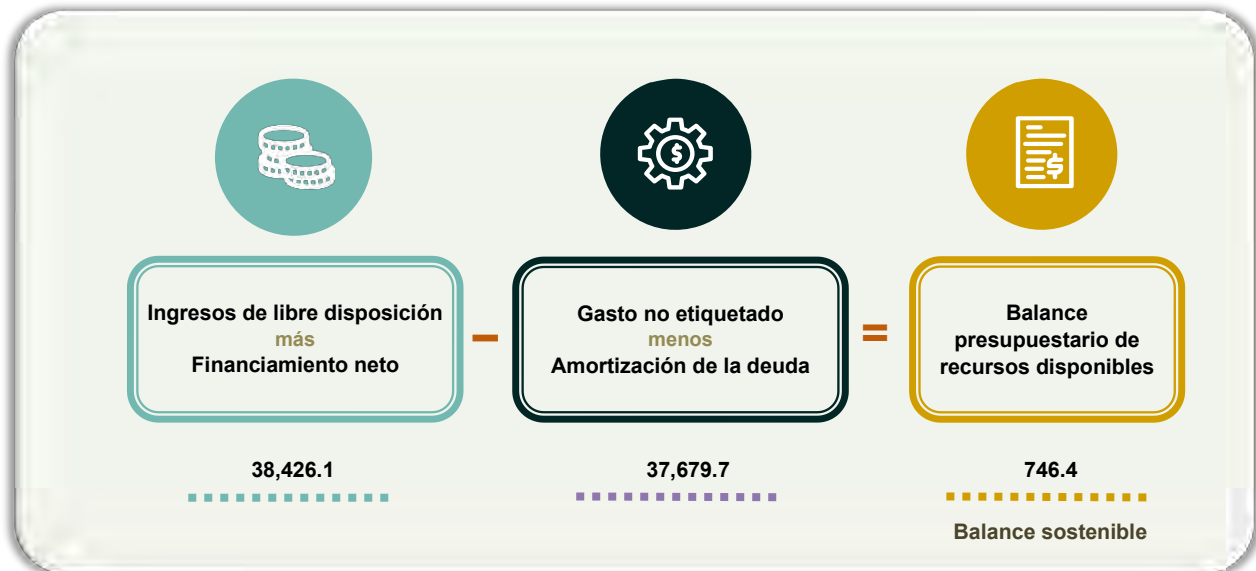 Ingresos de libre disposición
más
Financiamiento neto
−
Gasto no etiquetado
menos
Amortización de la deuda
=
Balance
presupuestario de
recursos disponibles
38,426.1
37,679.7
746.4
Balance sostenible